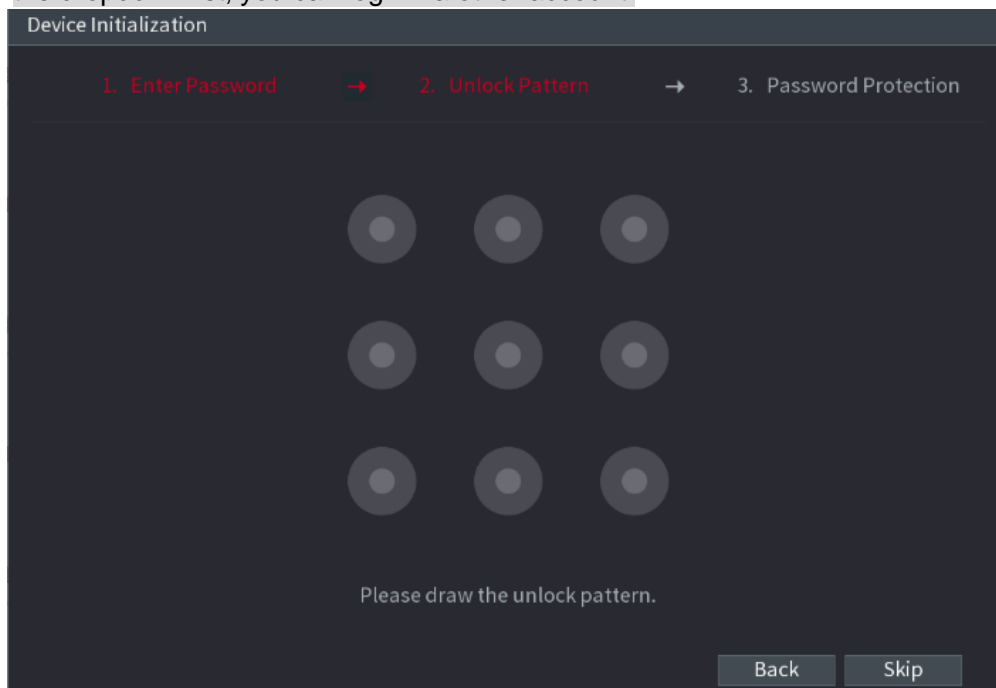 Device Initialization
1. Enter Password → 2. Unlock Pattern → 3. Password Protection
Please draw the unlock pattern.
Back Skip